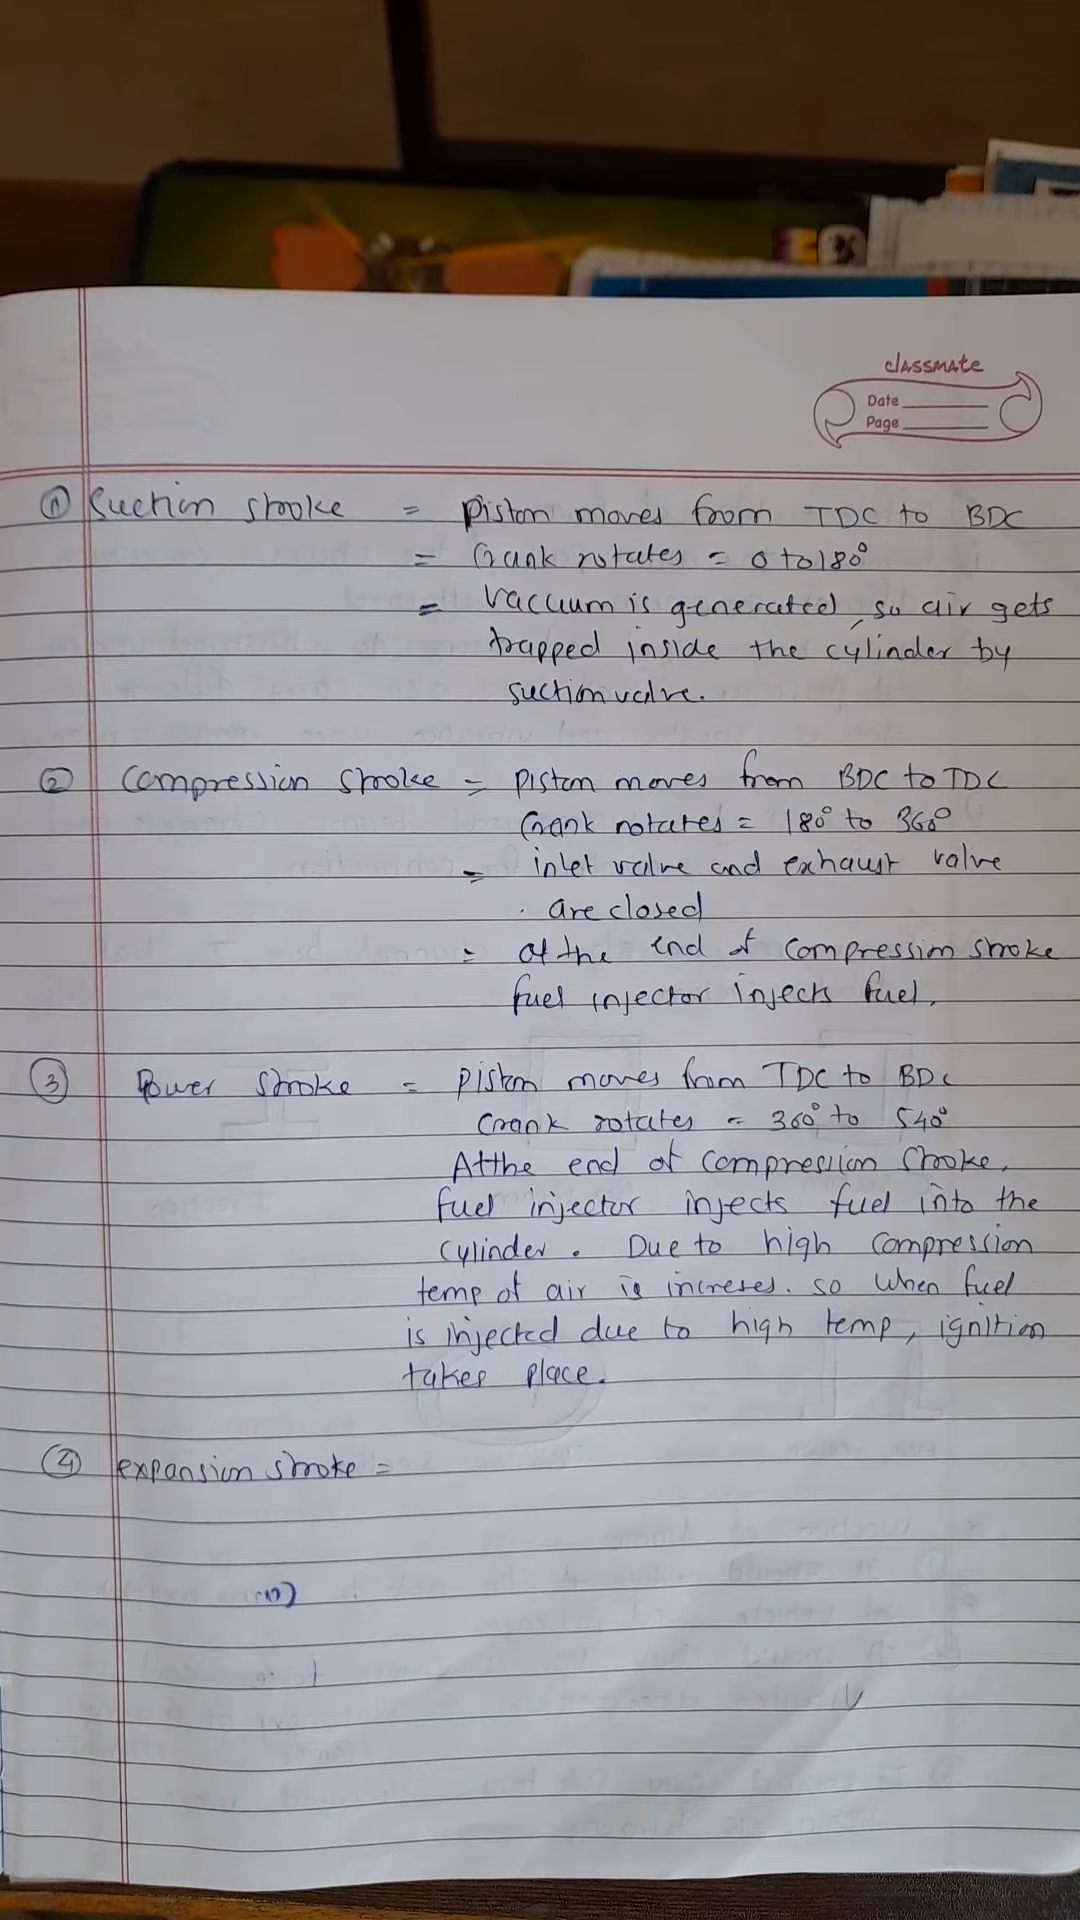 classmate
Date
Page
① Suction stroke = Piston moves from TDC to BDC
= Crank rotates = 0 to 180°
= Vaccum is generated, so air gets
trapped inside the cylinder by
suction valve.
② Compression stroke = Piston moves from BDC to TDC
Crank rotates = 180° to 360°
= inlet valve and exhaust valve
are closed
= at the end of compression stroke
fuel injector injects fuel.
③ Power stroke = Piston moves from TDC to BDC
Crank rotates = 360° to 540°
At the end of compression stroke,
fuel injector injects fuel into the
cylinder. Due to high compression
temp of air is increses. so when fuel
is injected due to high temp, ignition
takes place.
④ expansion stroke =